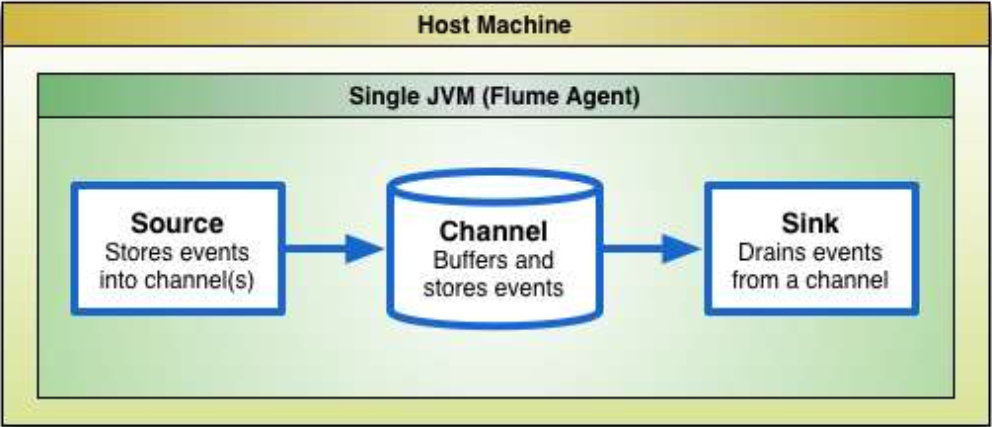 Host Machine
Single JVM (Flume Agent)
Source
Stores events
into channel(s)
Channel
Buffers and
stores events
Sink
Drains events
from a channel